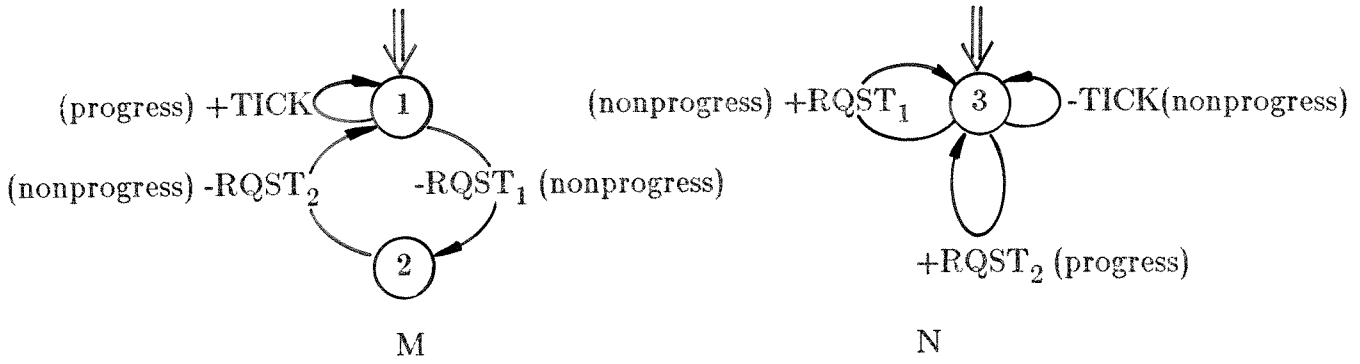 (progress) +TICK
1
(nonprogress) -RQST₂
-RQST₁ (nonprogress)
2
M
(nonprogress) +RQST₁
3
-TICK(nonprogress)
+RQST₂ (progress)
N